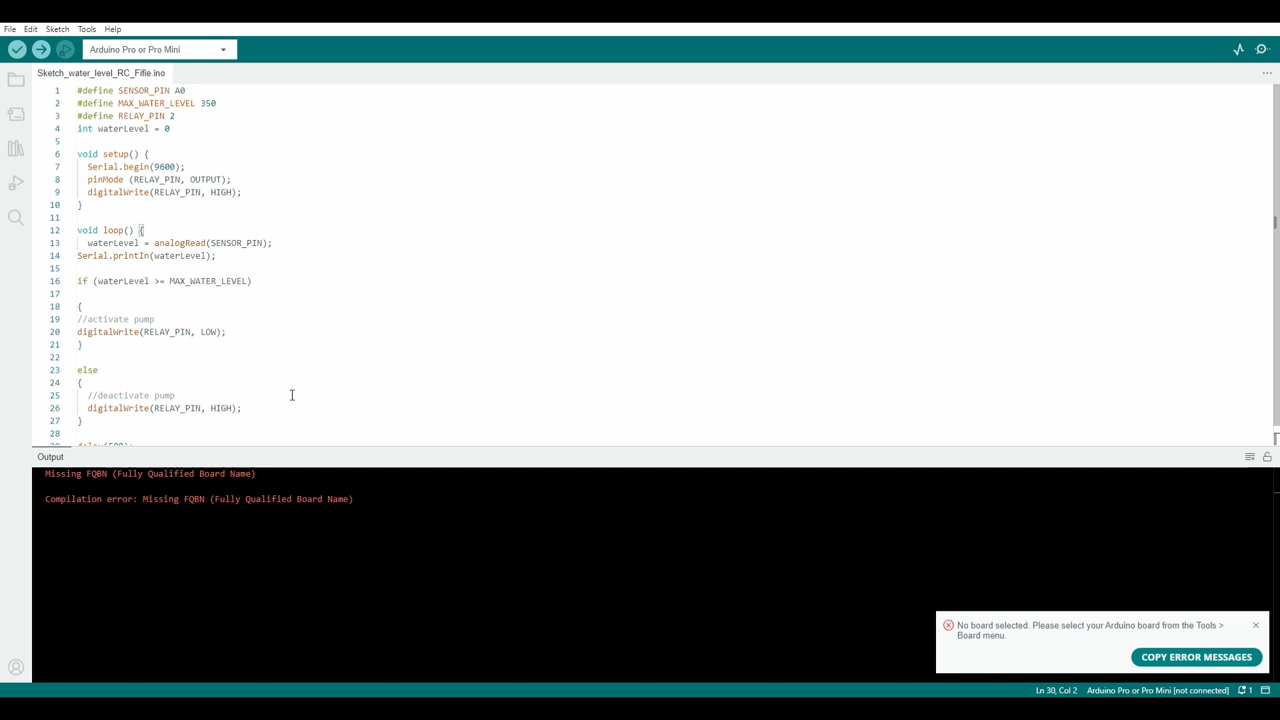 File Edit Sketch Tools Help
Arduino Pro or Pro Mini
Sketch_water_level_RC_Fifie.ino
1 #define SENSOR_PIN A0
2 #define MAX_WATER_LEVEL 350
3 #define RELAY_PIN 2
4 int waterLevel = 0
5
6 void setup() {
7 Serial.begin(9600);
8 pinMode (RELAY_PIN, OUTPUT);
9 digitalWrite(RELAY_PIN, HIGH);
10 }
11
12 void loop() {
13 waterLevel = analogRead(SENSOR_PIN);
14 Serial.printIn(waterLevel);
15
16 if (waterLevel >= MAX_WATER_LEVEL)
17
18 {
19 //activate pump
20 digitalWrite(RELAY_PIN, LOW);
21 }
22
23 else
24 {
25 //deactivate pump
26 digitalWrite(RELAY_PIN, HIGH);
27 }
28
Output
Missing FQBN (Fully Qualified Board Name)
Compilation error: Missing FQBN (Fully Qualified Board Name)
No board selected. Please select your Arduino board from the Tools >
Board menu.
COPY ERROR MESSAGES
Ln 30, Col 2 Arduino Pro or Pro Mini [not connected] 1